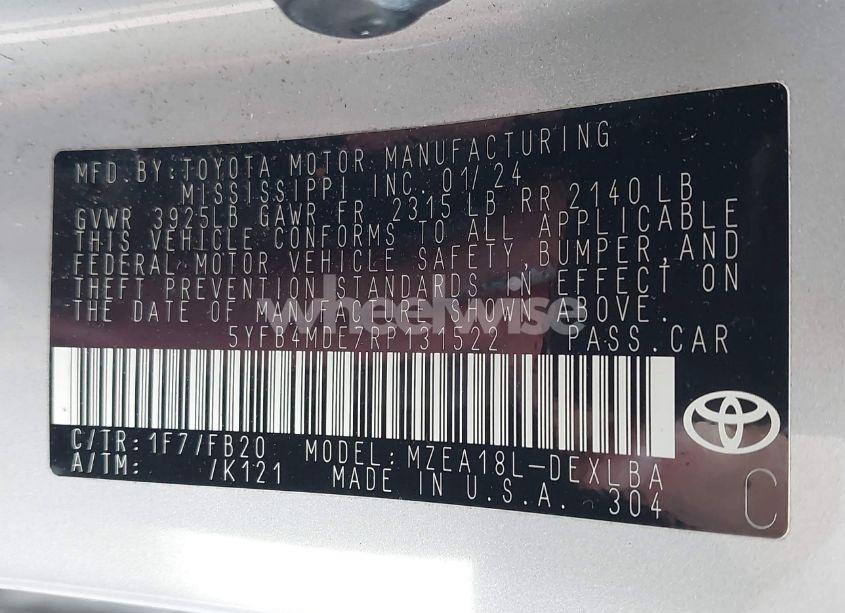 MFD.BY:TOYOTA MOTOR MANUFACTURING
MISSISSIPPI INC. 01/24
GVWR 3925LB GAWR FR 2315 LB RR 2140 LB
THIS VEHICLE CONFORMS TO ALL APPLICABLE
FEDERAL MOTOR VEHICLE SAFETY,BUMPER,AND
THEFT PREVENTION STANDARDS IN EFFECT ON
THE DATE OF MANUFACTURE SHOWN ABOVE.
wheelwise
5YFB4MDE7RP131522 PASS.CAR
C/TR:1F7/FB20 MODEL:MZEA18L-DEXLBA
A/TM: /K121 MADE IN U.S.A. 304
C